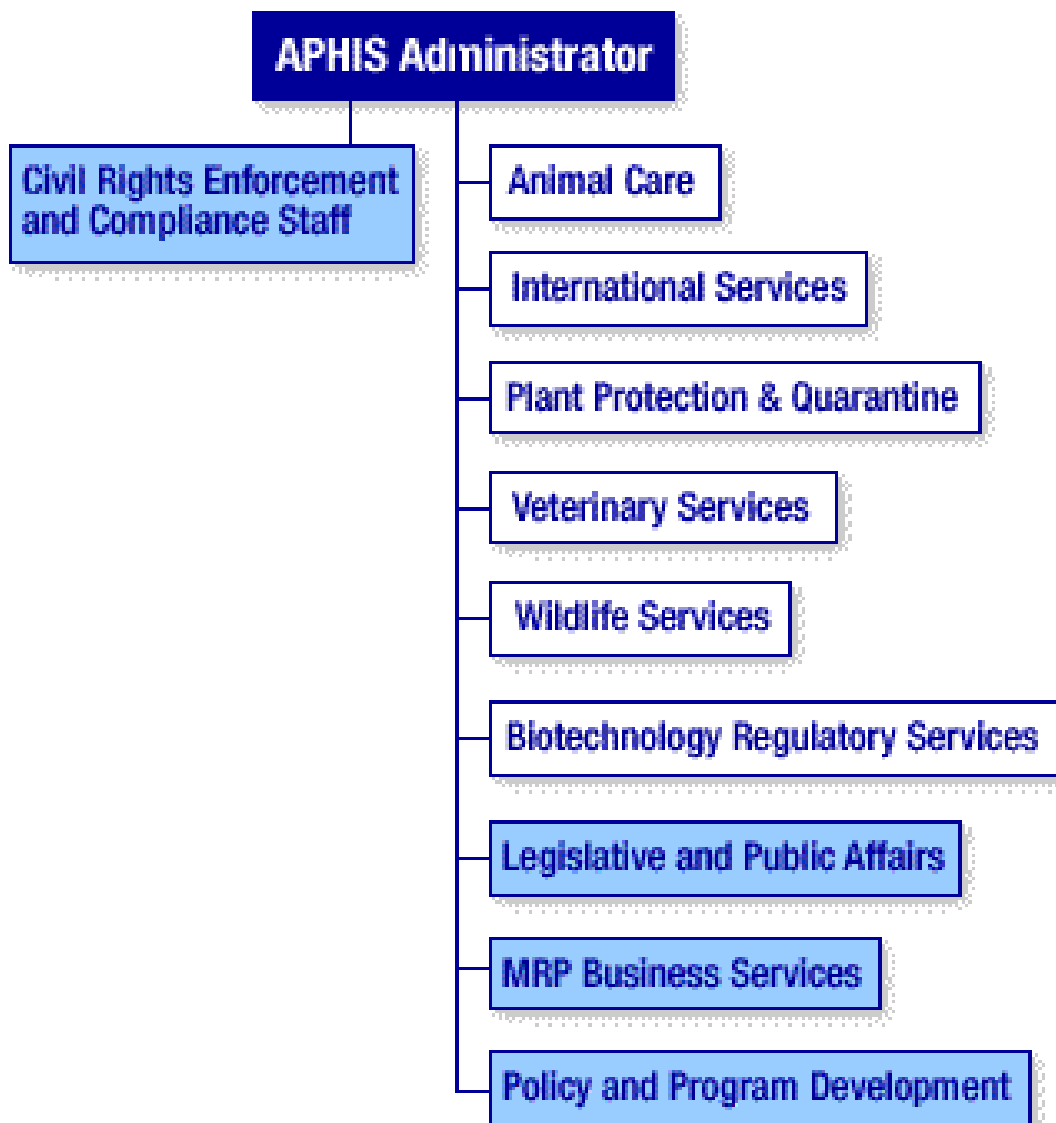 APHIS Administrator
Civil Rights Enforcement
and Compliance Staff
Animal Care
International Services
Plant Protection & Quarantine
Veterinary Services
Wildlife Services
Biotechnology Regulatory Services
Legislative and Public Affairs
MRP Business Services
Policy and Program Development